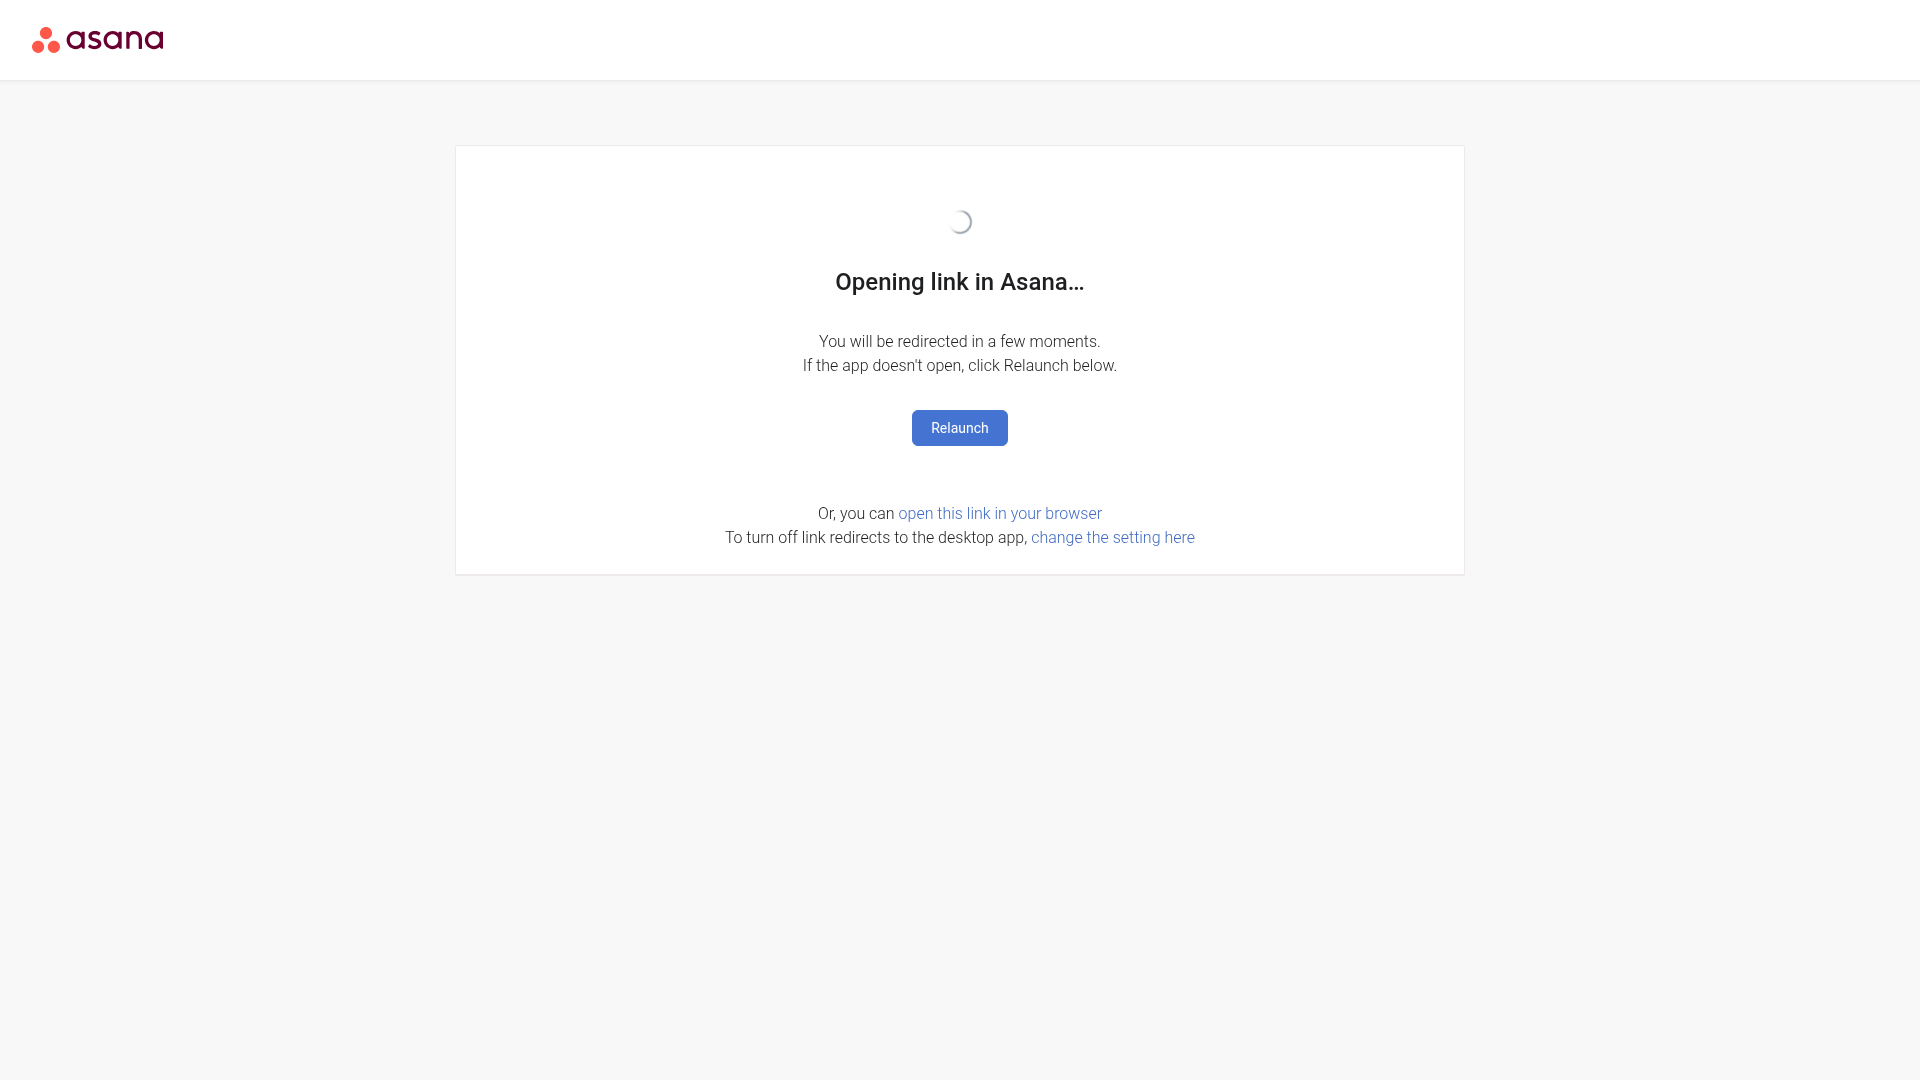 asana
Opening link in Asana...
You will be redirected in a few moments.
If the app doesn't open, click Relaunch below.
Relaunch
Or, you can open this link in your browser
To turn off link redirects to the desktop app, change the setting here